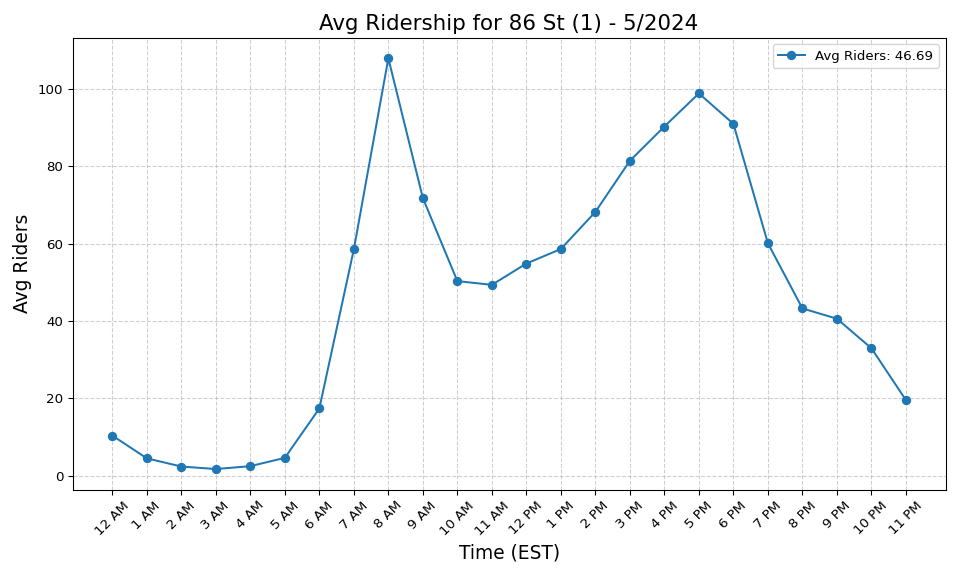 Avg Ridership for 86 St (1) - 5/2024
Avg Riders: 46.69
Avg Riders
100
80
60
40
20
0
12 AM
1 AM
2 AM
3 AM
4 AM
5 AM
6 AM
7 AM
8 AM
9 AM
10 AM
11 AM
12 PM
1 PM
2 PM
3 PM
4 PM
5 PM
6 PM
7 PM
8 PM
9 PM
10 PM
11 PM
Time (EST)